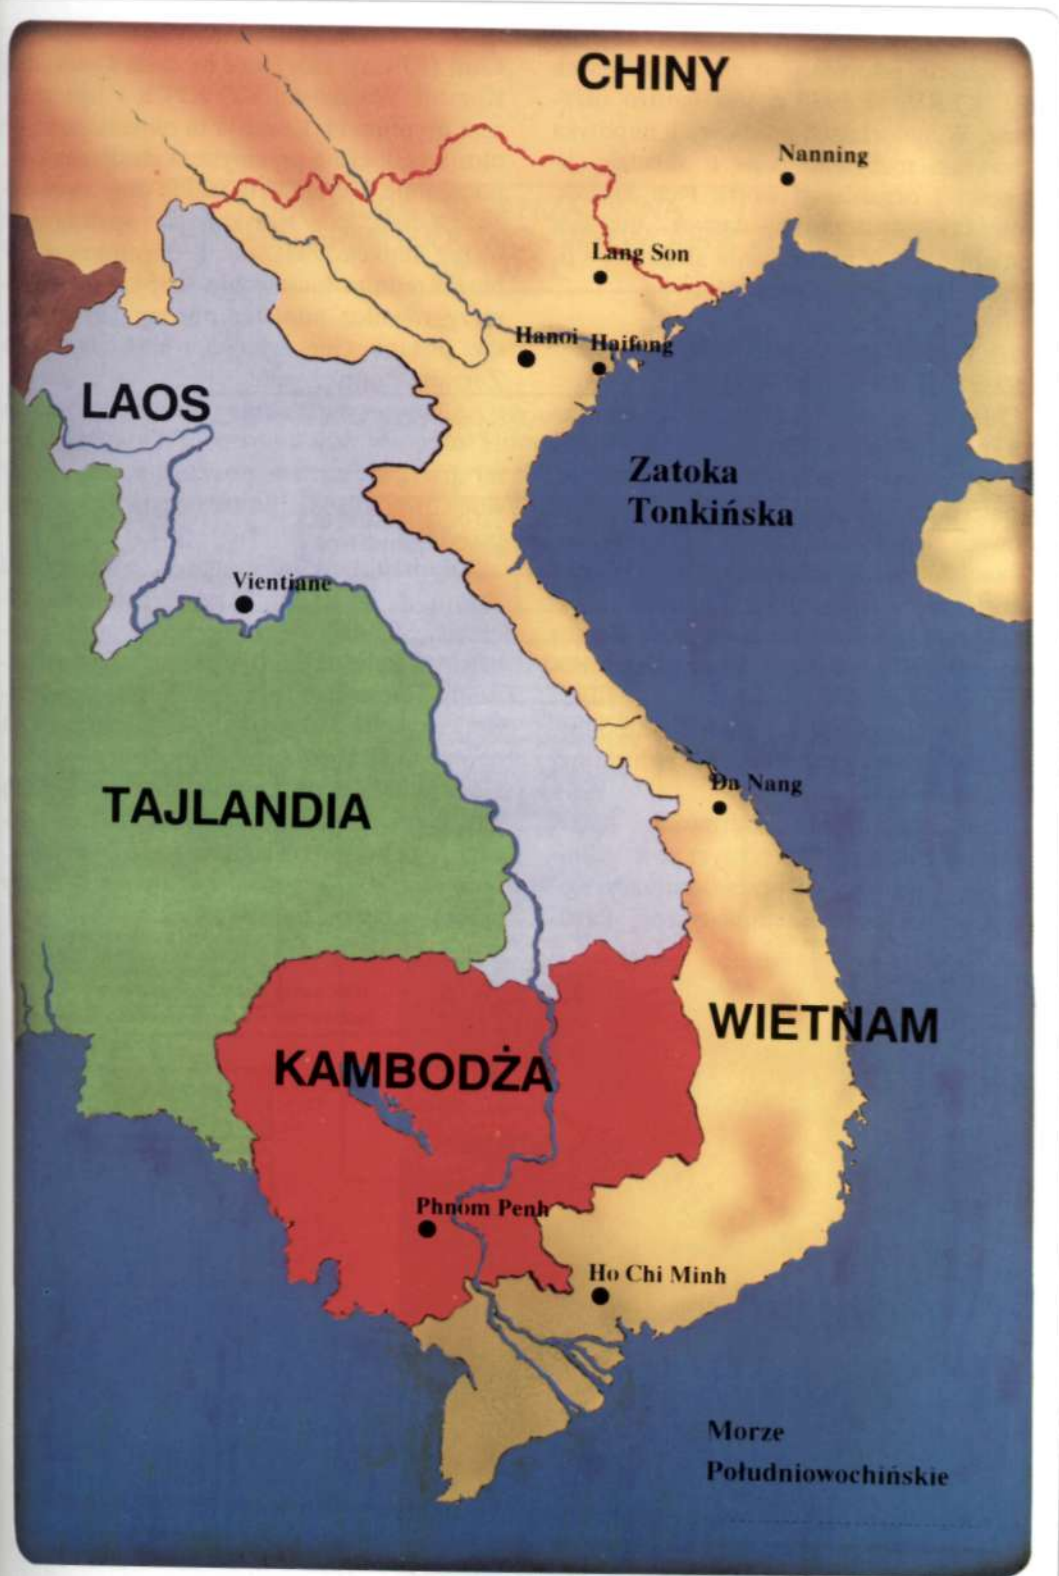 CHINY
Nanning
Lang Son
Hanoi
Haifong
LAOS
Zatoka
Tonkińska
Vientiane
TAJLANDIA
Da Nang
WIETNAM
KAMBODŻA
Phnom Penh
Ho Chi Minh
Morze
Południowochińskie